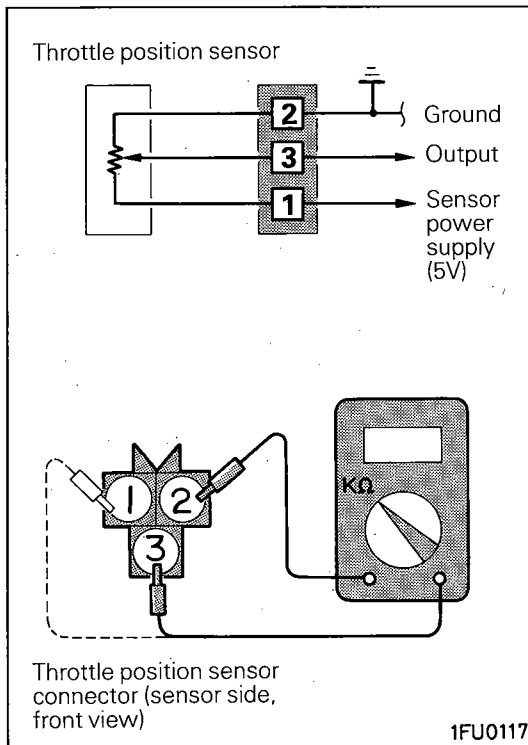 Throttle position sensor
2
Ground
3
Output
1
Sensor
power
supply
(5V)
KΩ
1
2
3
Throttle position sensor
connector (sensor side,
front view)
1FU0117